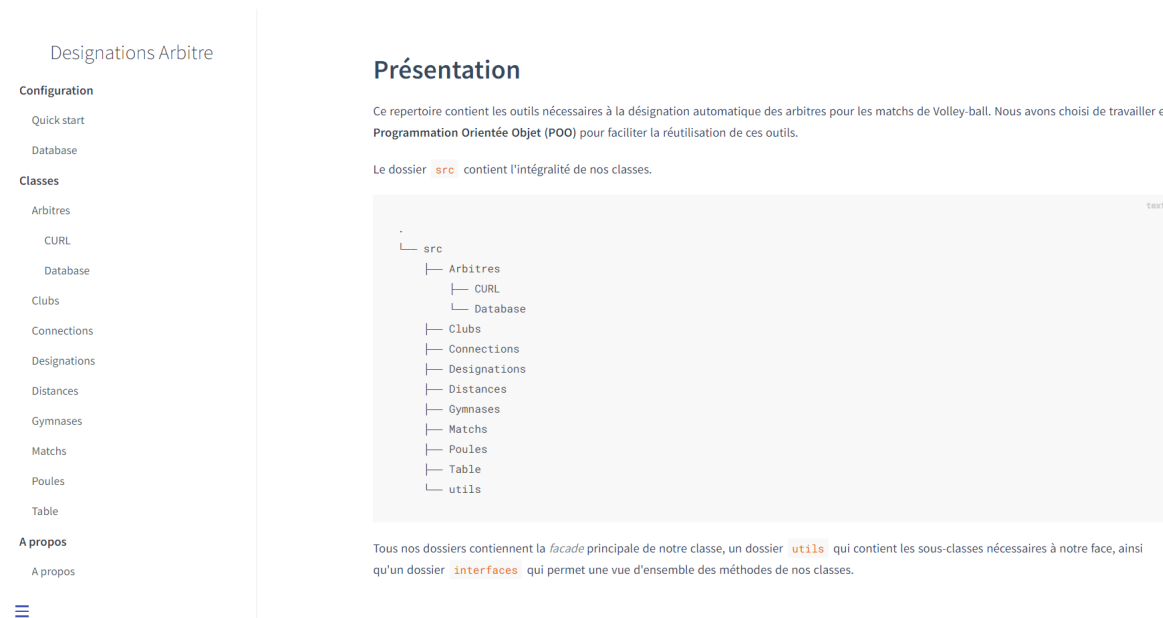 Designations Arbitre
Configuration
Quick start
Database
Classes
Arbitres
CURL
Database
Clubs
Connections
Designations
Distances
Gymnases
Matchs
Poules
Table
A propos
A propos
Présentation
Ce repertoire contient les outils nécessaires à la désignation automatique des arbitres pour les matchs de Volley-ball. Nous avons choisi de travailler e
Programmation Orientée Objet (POO) pour faciliter la réutilisation de ces outils.
Le dossier src contient l'intégralité de nos classes.
text
.
└── src
    ├── Arbitres
        ├── CURL
        └── Database
    ├── Clubs
    ├── Connections
    ├── Designations
    ├── Distances
    ├── Gymnases
    ├── Matchs
    ├── Poules
    ├── Table
    └── utils
Tous nos dossiers contiennent la facade principale de notre classe, un dossier utils qui contient les sous-classes nécessaires à notre face, ainsi
qu'un dossier interfaces qui permet une vue d'ensemble des méthodes de nos classes.